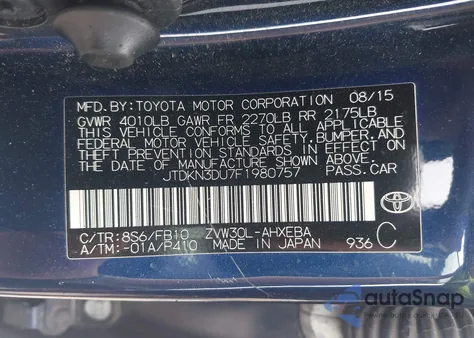 MFD. BY: TOYOTA MOTOR CORPORATION 08/15
GVWR 4010LB GAWR FR 2270LB RR 2175LB
THIS VEHICLE CONFORMS TO ALL APPLICABLE
FEDERAL MOTOR VEHICLE SAFETY, BUMPER, AND
THEFT PREVENTION STANDARDS IN EFFECT ON
THE DATE OF MANUFACTURE SHOWN ABOVE.
JTDKN3DU7F1980757 PASS. CAR
C/TR: 8S6/FB10 ZVW30L-AHXEBA
A/TM: -01A/P410 MADE IN JAPAN 936 C
autoSnap